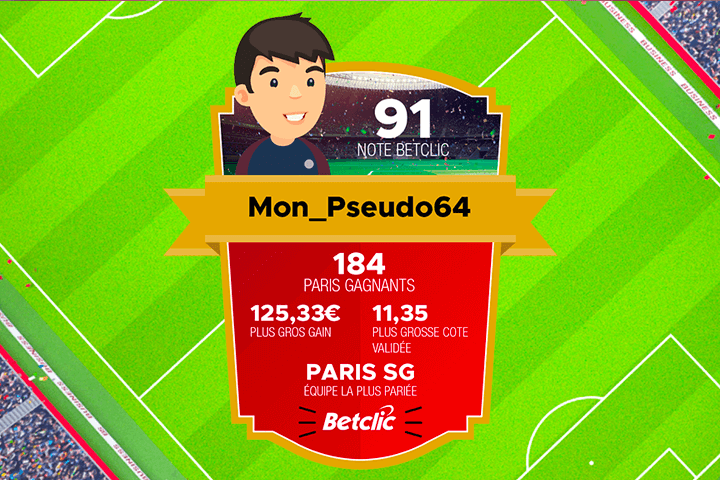 91
NOTE BETCLIC
Mon_Pseudo64
184
PARIS GAGNANTS
125,33€
PLUS GROS GAIN
11,35
PLUS GROSSE COTE
VALIDÉE
PARIS SG
ÉQUIPE LA PLUS PARIÉE
Betclic
BUSINESS
BUSINESS
BUSINESS
BUSINESS